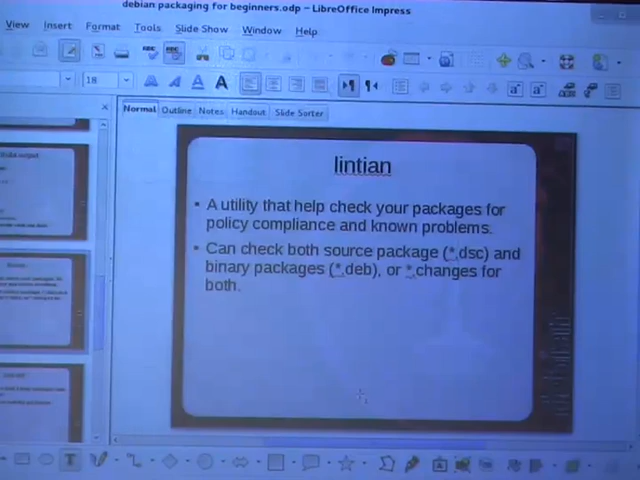 debian packaging for beginners.odp - LibreOffice Impress
View Insert Format Tools Slide Show Window Help
18
Normal Outline Notes Handout Slide Sorter
lintian
A utility that help check your packages for
policy compliance and known problems.
Can check both source package (*.dsc) and
binary packages (*.deb), or *.changes for
both.